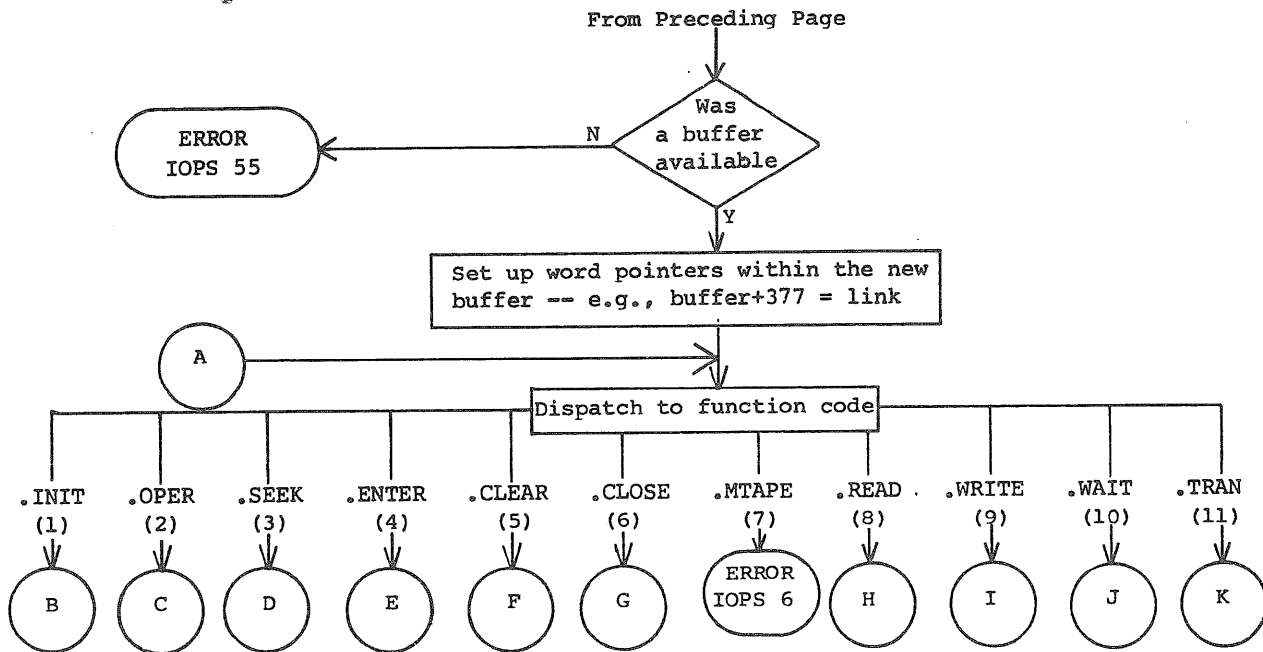 From Preceding Page
Was
a buffer
available
N
ERROR
IOPS 55
Y
Set up word pointers within the new
buffer -- e.g., buffer+377 = link
A
Dispatch to function code
.INIT .OPER .SEEK .ENTER .CLEAR .CLOSE .MTAPE .READ .WRITE .WAIT .TRAN
(1) (2) (3) (4) (5) (6) (7) (8) (9) (10) (11)
B C D E F G ERROR H I J K
IOPS 6